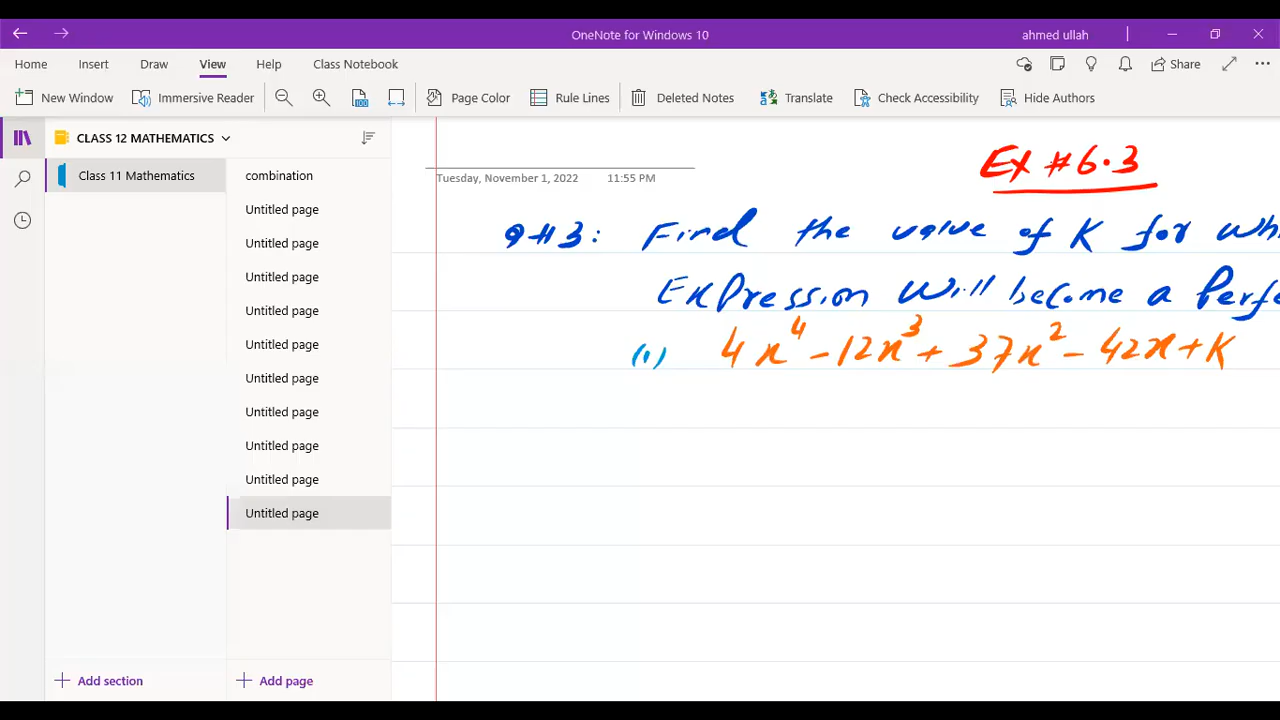 OneNote for Windows 10
ahmed ullah
Home Insert Draw View Help Class Notebook
Share
New Window Immersive Reader Page Color Rule Lines Deleted Notes Translate Check Accessibility Hide Authors
CLASS 12 MATHEMATICS
Class 11 Mathematics
combination
Untitled page
Untitled page
Untitled page
Untitled page
Untitled page
Untitled page
Untitled page
Untitled page
Untitled page
Untitled page
Add section
Add page
Tuesday, November 1, 2022 11:55 PM
Ex # 6.3
Q#3: Find the value of K for Whi
Expression Will become a Perfe
(i) 4x⁴ - 12x³ + 37x² - 42x + K